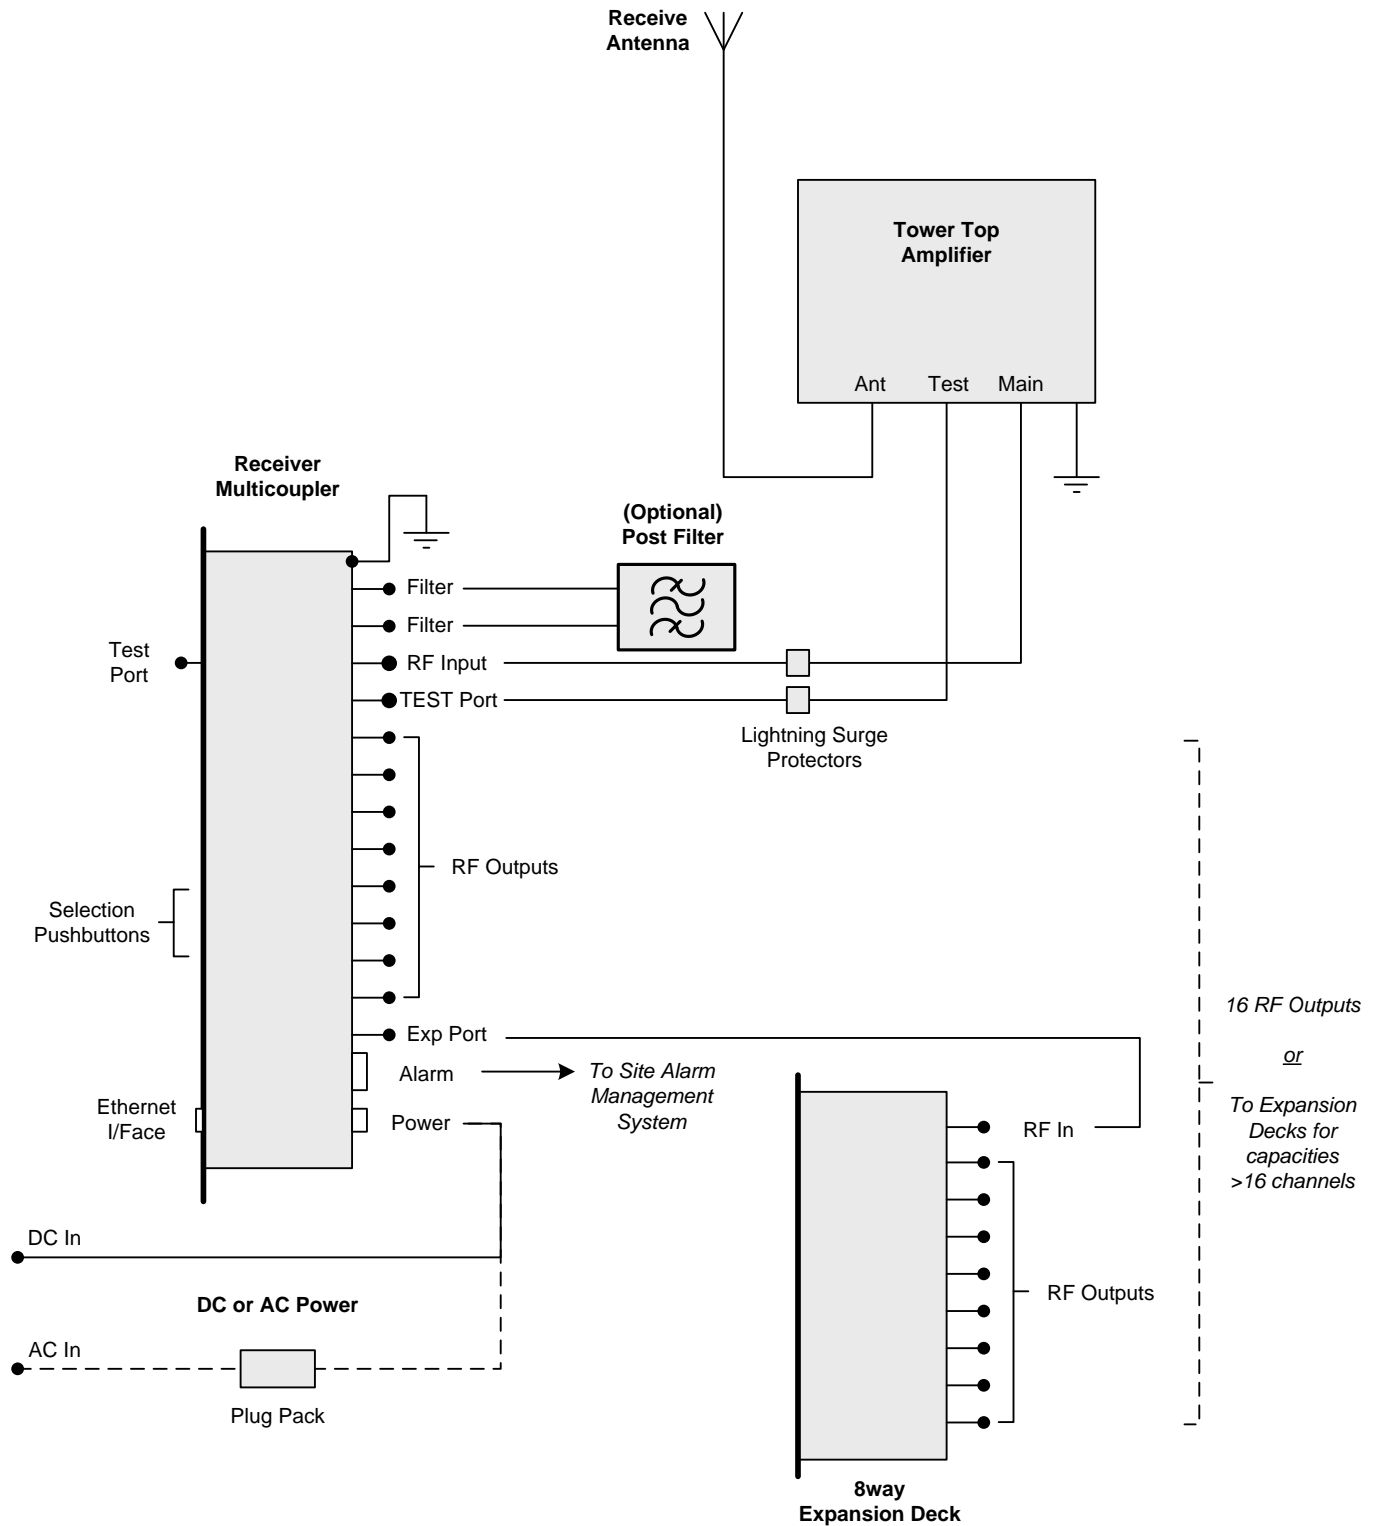 Receive
Antenna
Tower Top
Amplifier
Ant
Test
Main
Receiver
Multicoupler
(Optional)
Post Filter
Filter
Filter
Test
Port
RF Input
TEST Port
Lightning Surge
Protectors
RF Outputs
Selection
Pushbuttons
16 RF Outputs
or
To Expansion
Decks for
capacities
>16 channels
Exp Port
Alarm
To Site Alarm
Management
System
Ethernet
I/Face
Power
RF In
DC In
RF Outputs
DC or AC Power
AC In
Plug Pack
8way
Expansion Deck